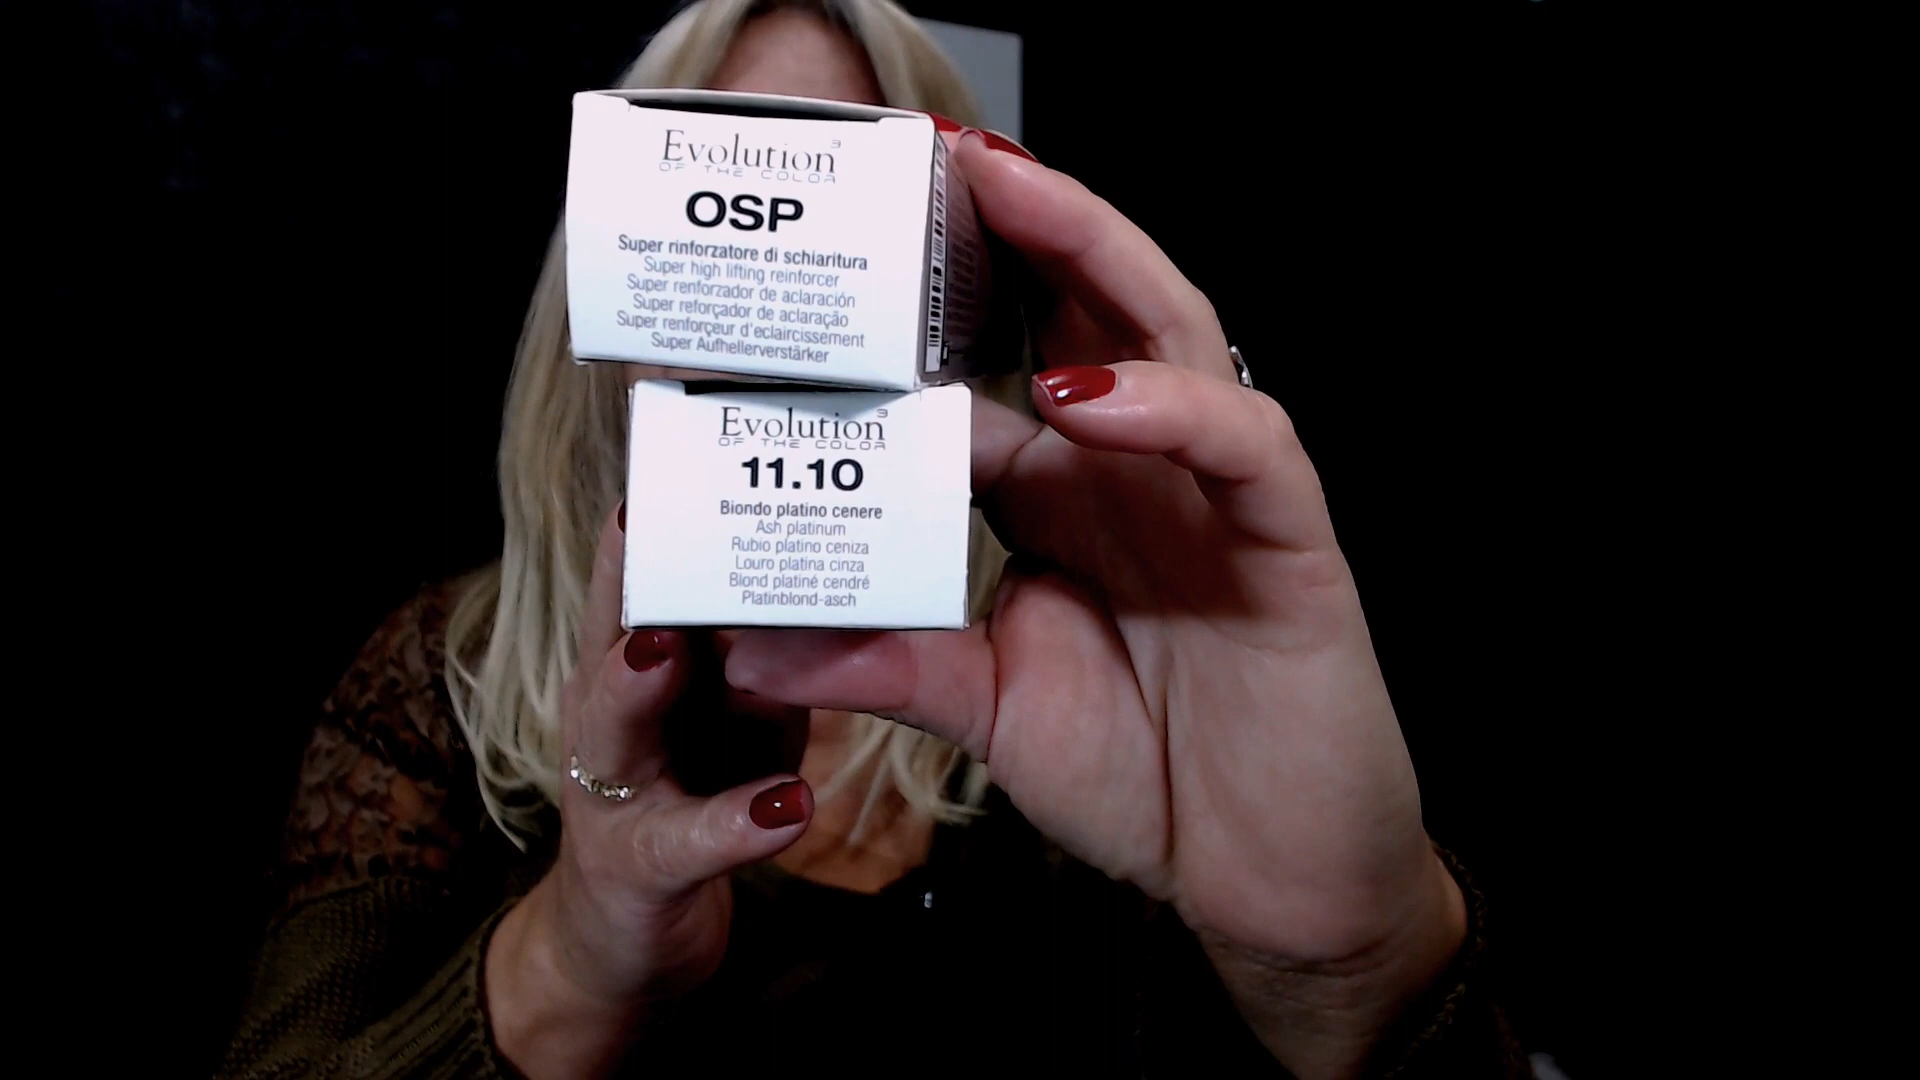 Evolution 3
OF THE COLOR
OSP
Super rinforzatore di schiaritura
Super high lifting reinforcer
Super renforzador de aclaración
Super reforçador de aclaração
Super renforçeur d'eclaircissement
Super Aufhellerverstärker
Evolution 3
OF THE COLOR
11.10
Biondo platino cenere
Ash platinum
Rubio platino ceniza
Louro platina cinza
Blond platiné cendré
Platinblond-asch